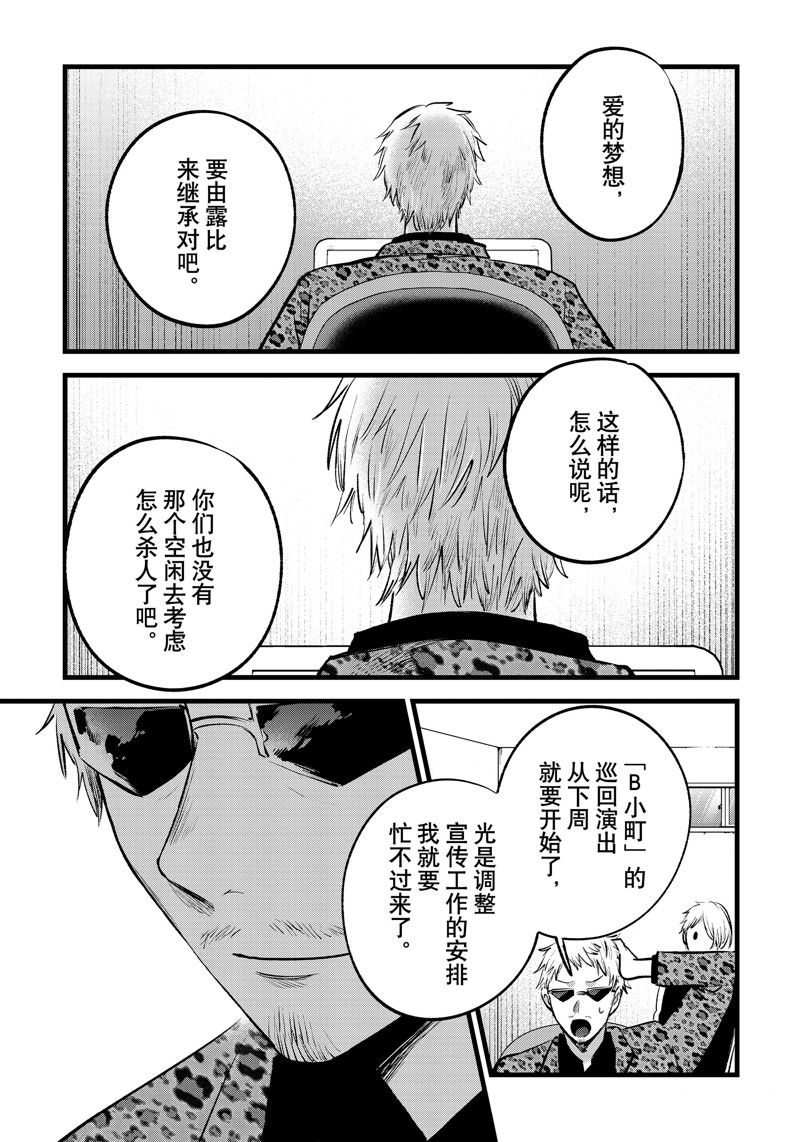 爱的梦想，
要由露比
来继承对吧。
这样的话，
怎么说呢，
你们也没有
那个空闲去考虑
怎么杀人了吧。
「B小町」的
巡回演出
从下周
就要开始了，
光是调整
宣传工作的安排
我就要
忙不过来了。